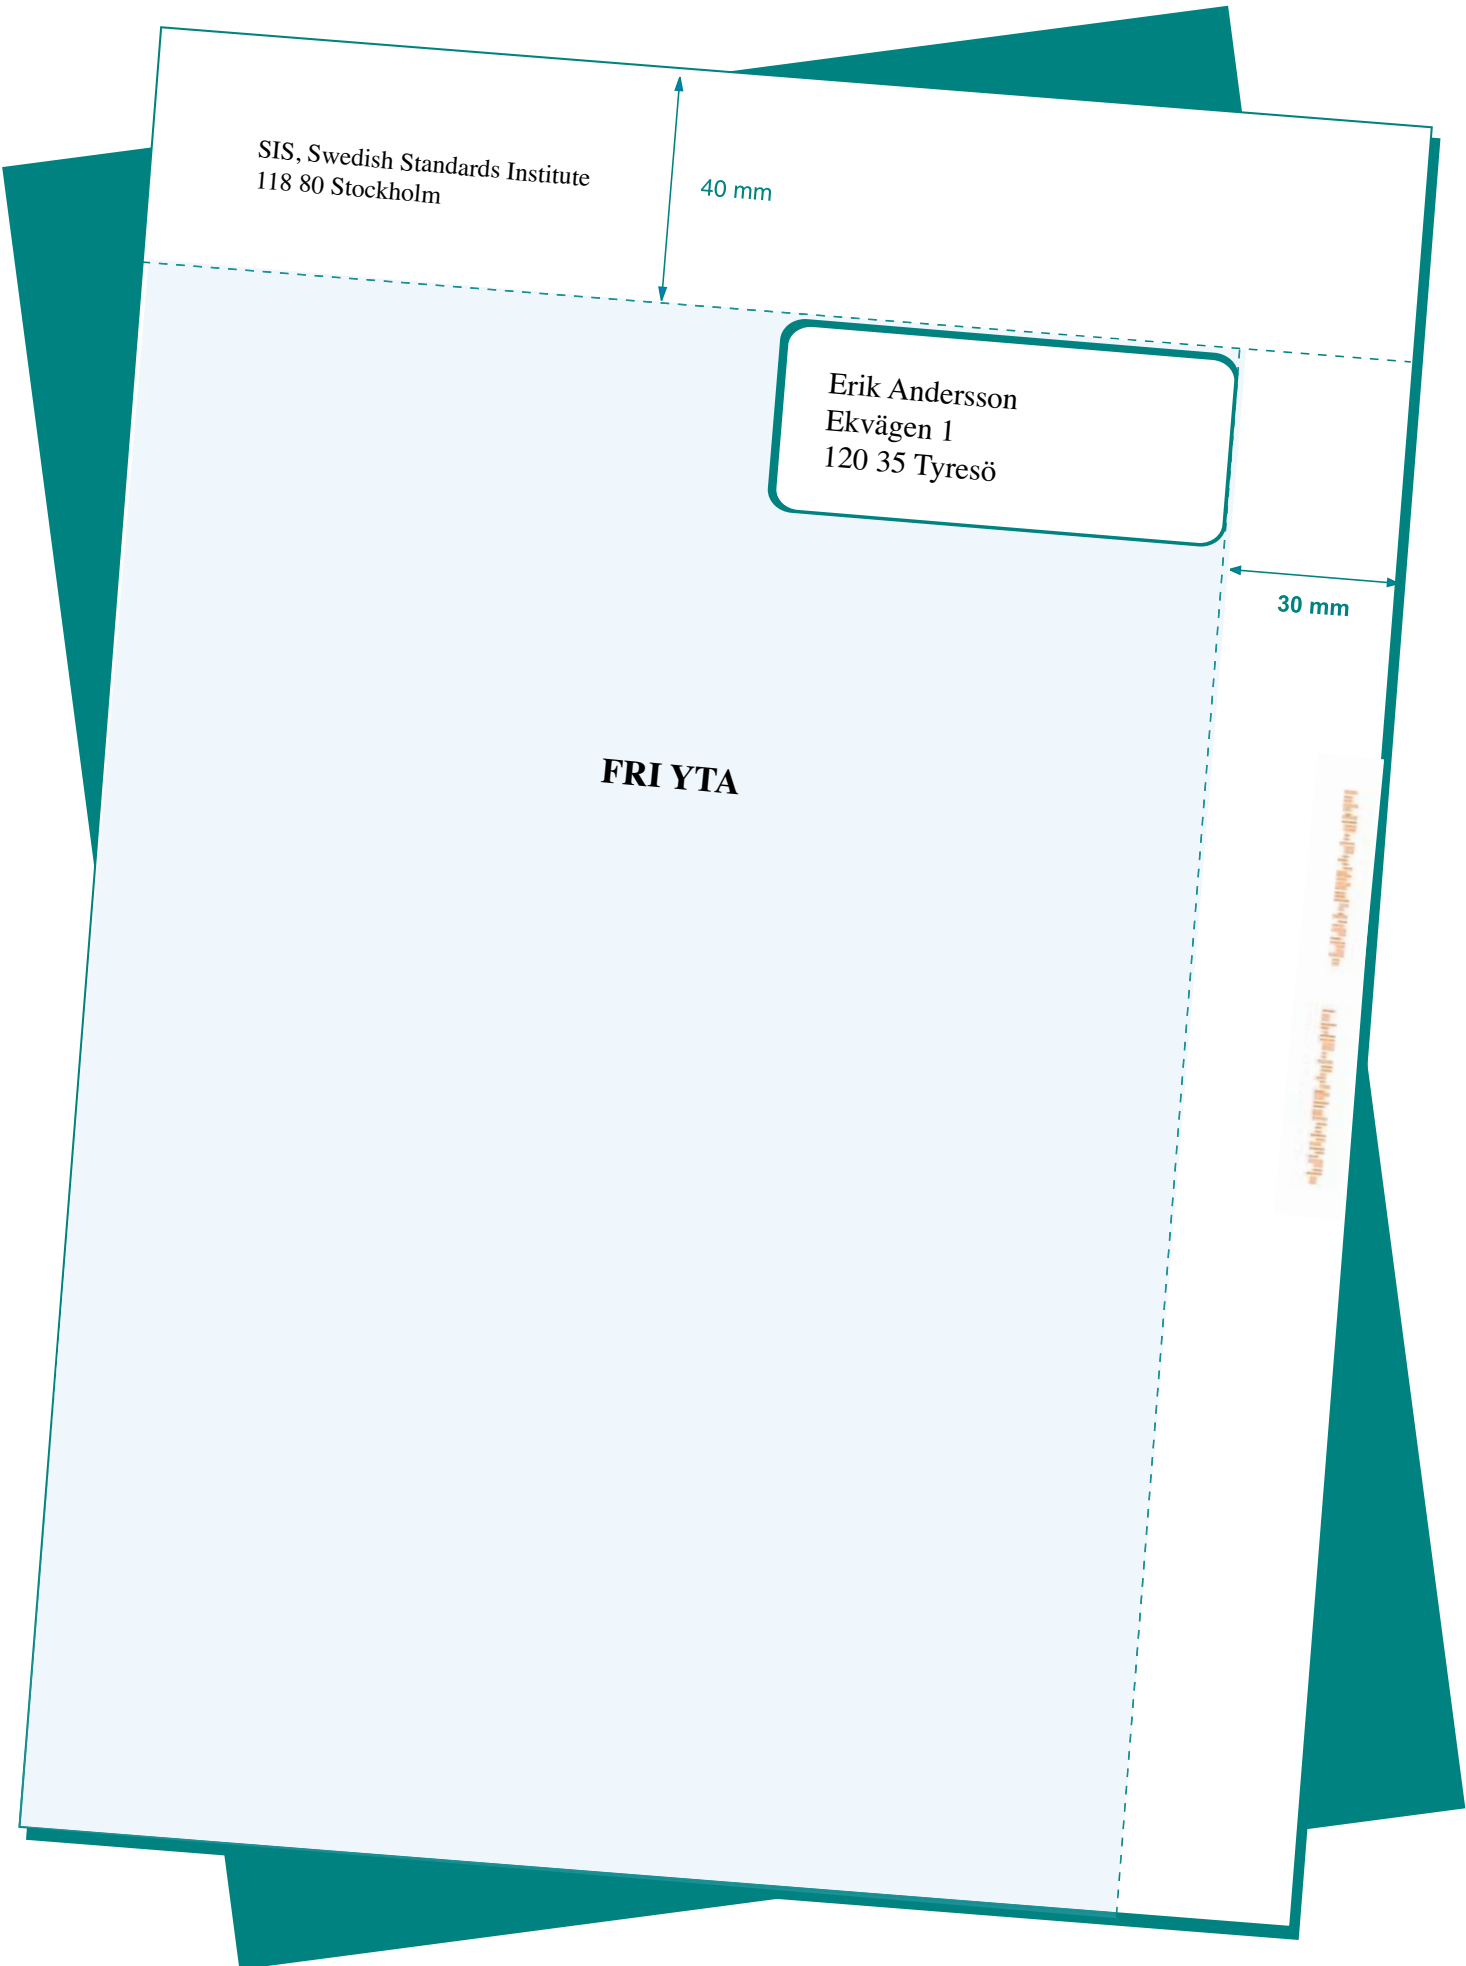 SIS, Swedish Standards Institute
118 80 Stockholm
40 mm
Erik Andersson
Ekvägen 1
120 35 Tyresö
30 mm
FRI YTA